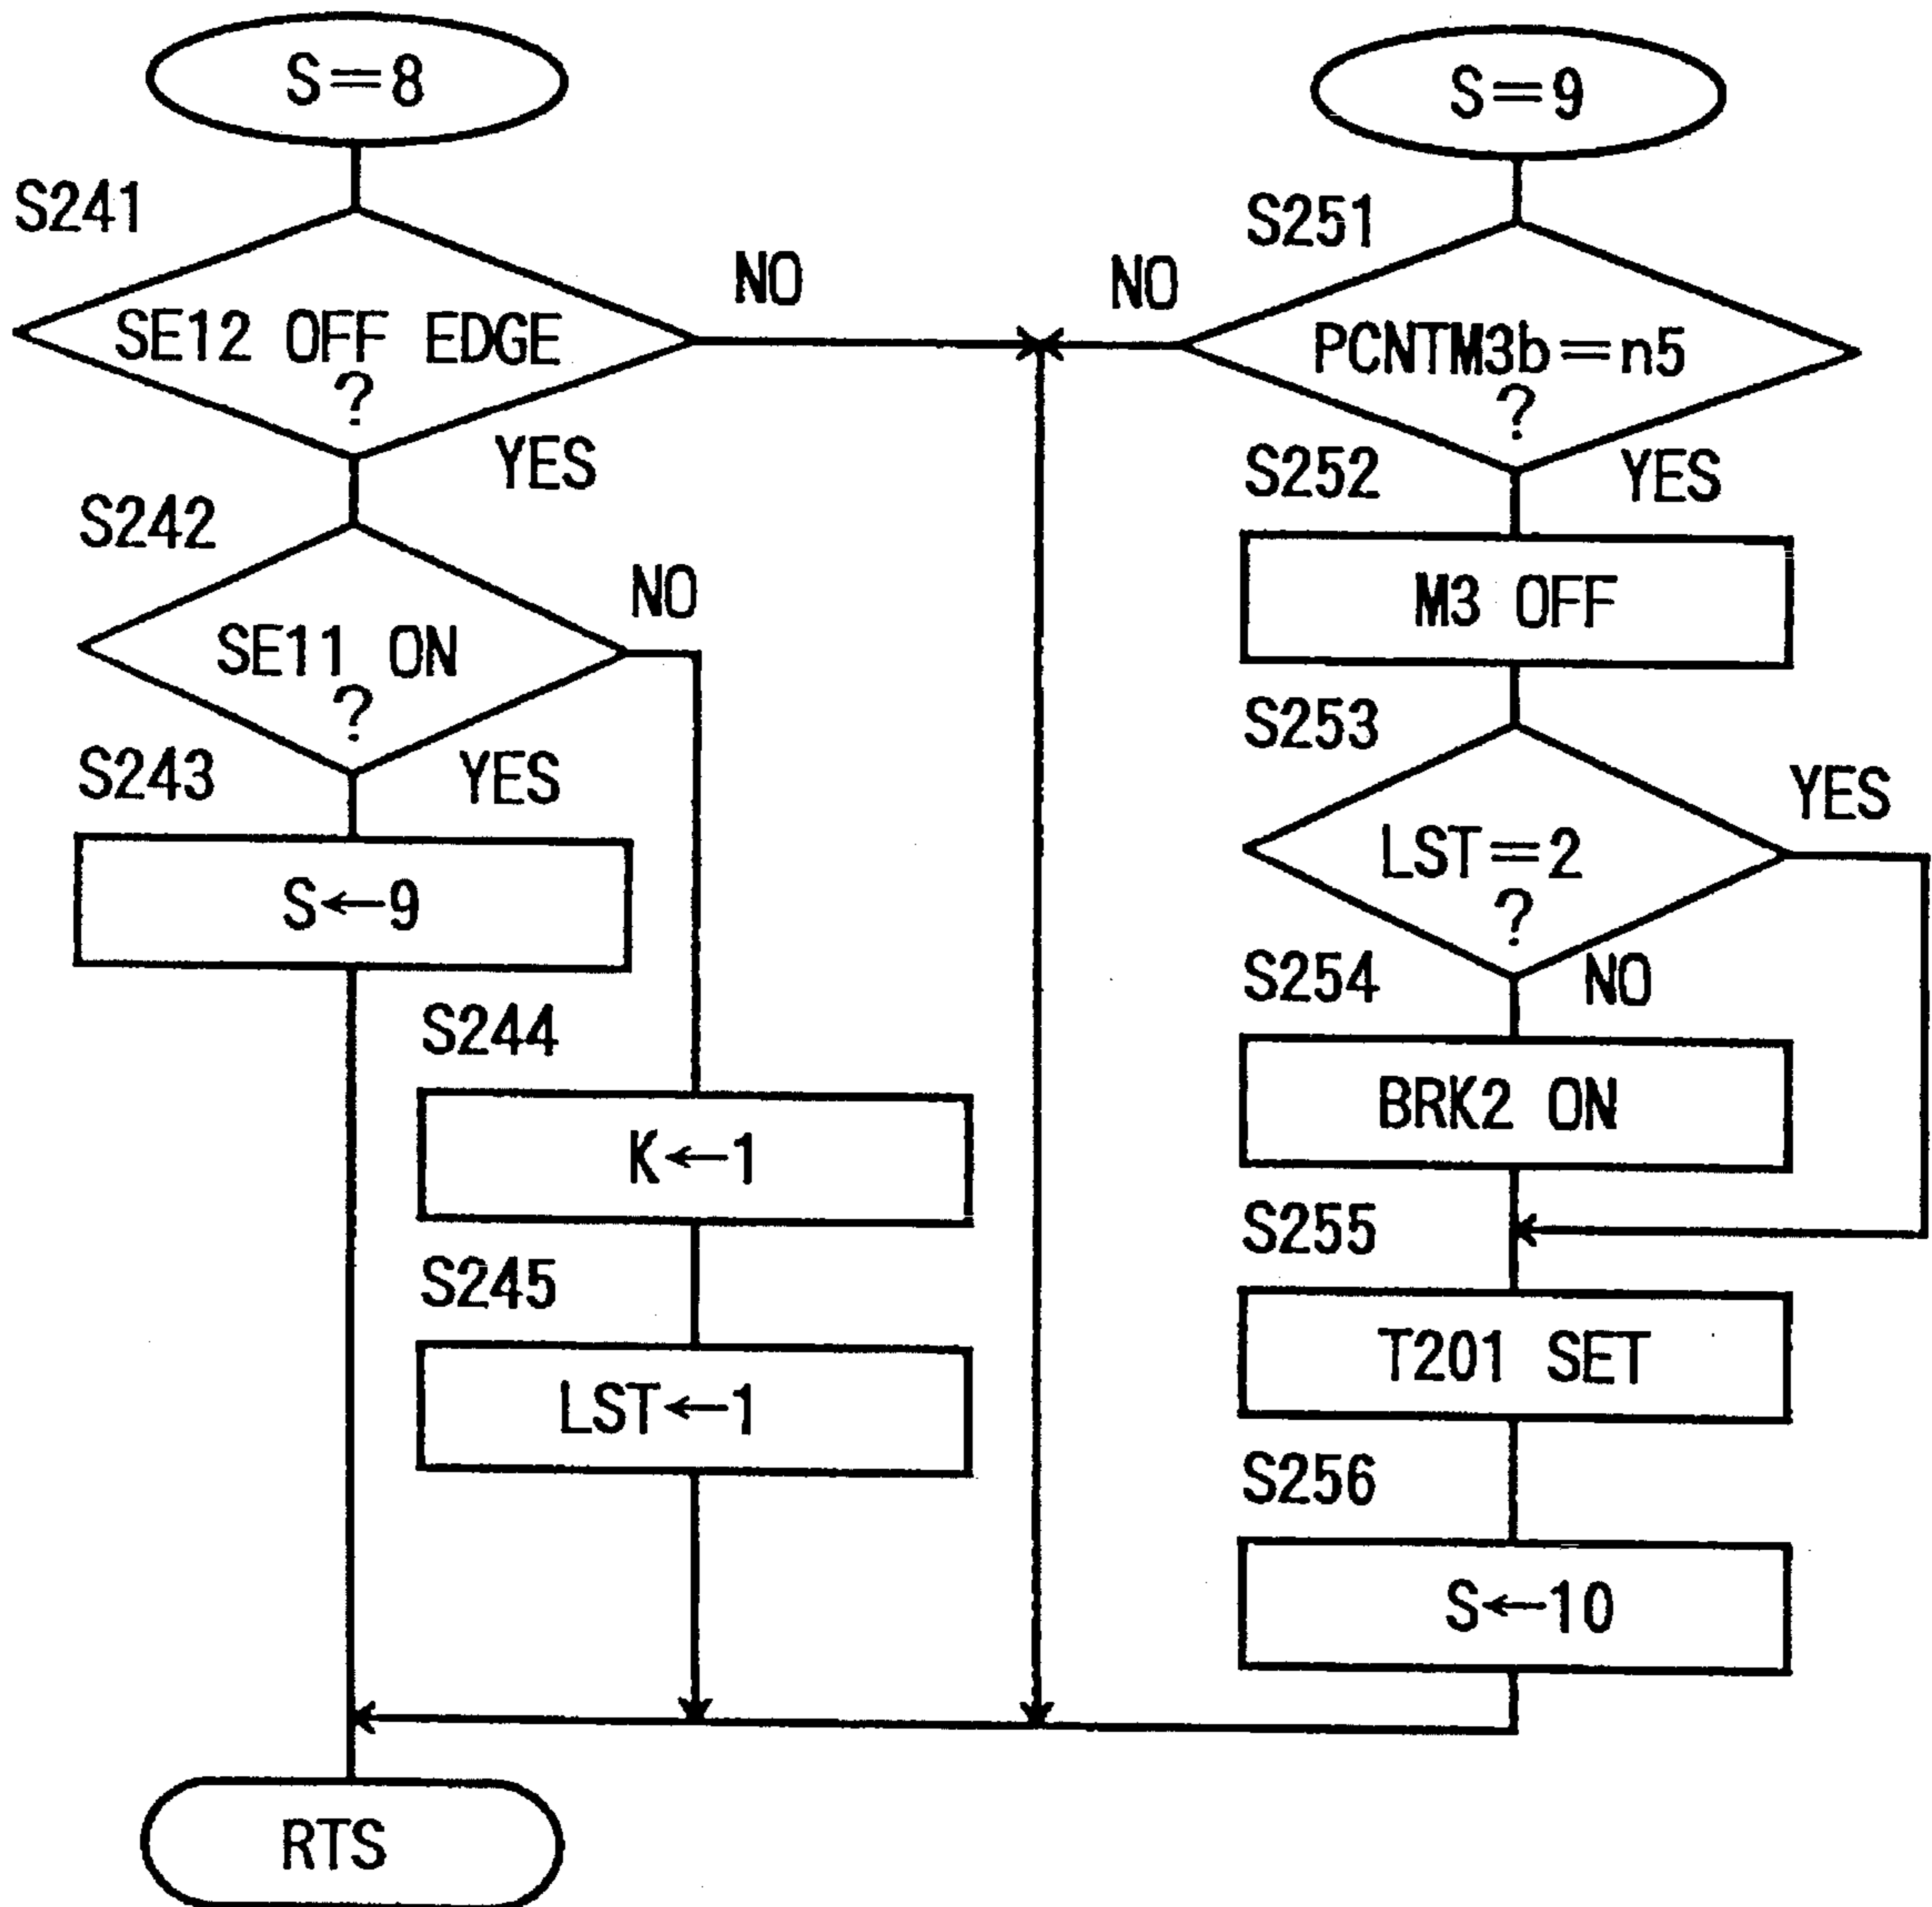 S=8
S241
SE12 OFF EDGE
?
NO
YES
S242
SE11 ON
?
NO
YES
S243
S←9
S244
K←1
S245
LST←1
RTS
S=9
S251
NO
PCNTM3b=n5
?
YES
S252
M3 OFF
S253
YES
LST=2
?
NO
S254
BRK2 ON
S255
T201 SET
S256
S←10